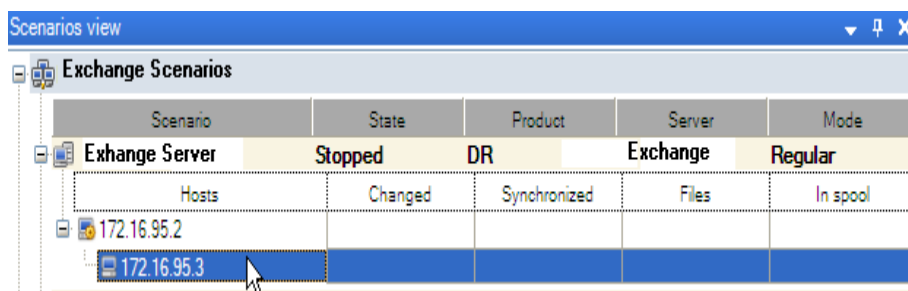 Scenarios view
Exchange Scenarios
Scenario State Product Server Mode
Exhange Server Stopped DR Exchange Regular
Hosts Changed Synchronized Files In spool
172.16.95.2
172.16.95.3